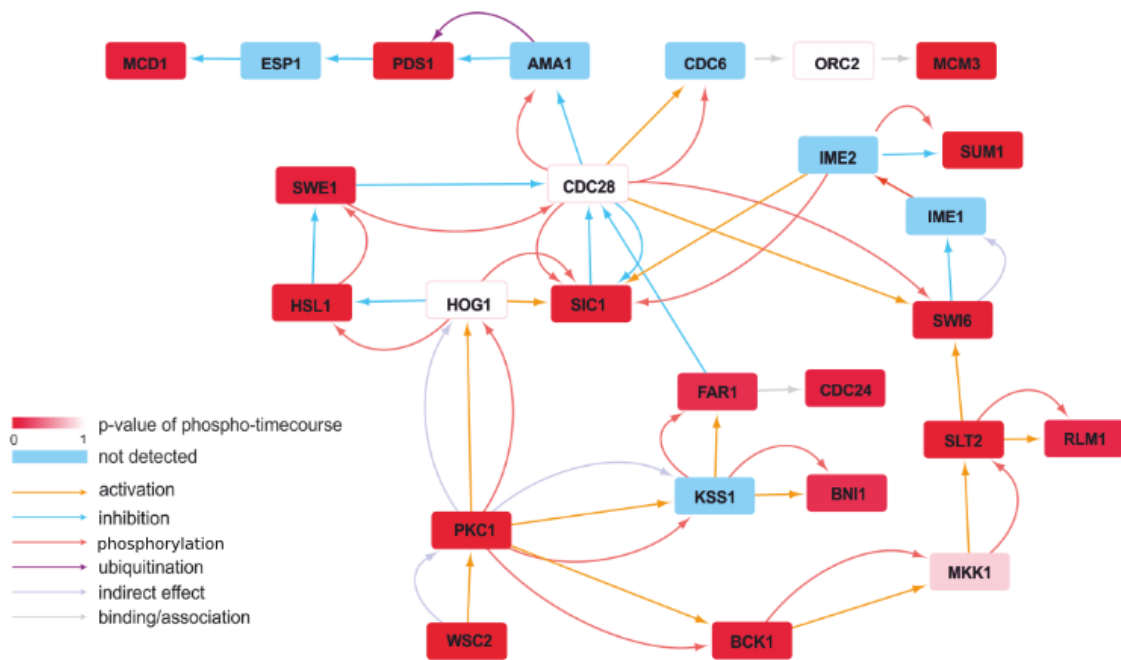 MCD1
ESP1
PDS1
AMA1
CDC6
ORC2
MCM3
IME2
SUM1
SWE1
CDC28
IME1
HSL1
HOG1
SIC1
SWI6
FAR1
CDC24
p-value of phospho-timecourse
0 1
not detected
SLT2
RLM1
activation
KSS1
BNI1
inhibition
PKC1
phosphorylation
ubiquitination
MKK1
indirect effect
binding/association
WSC2
BCK1